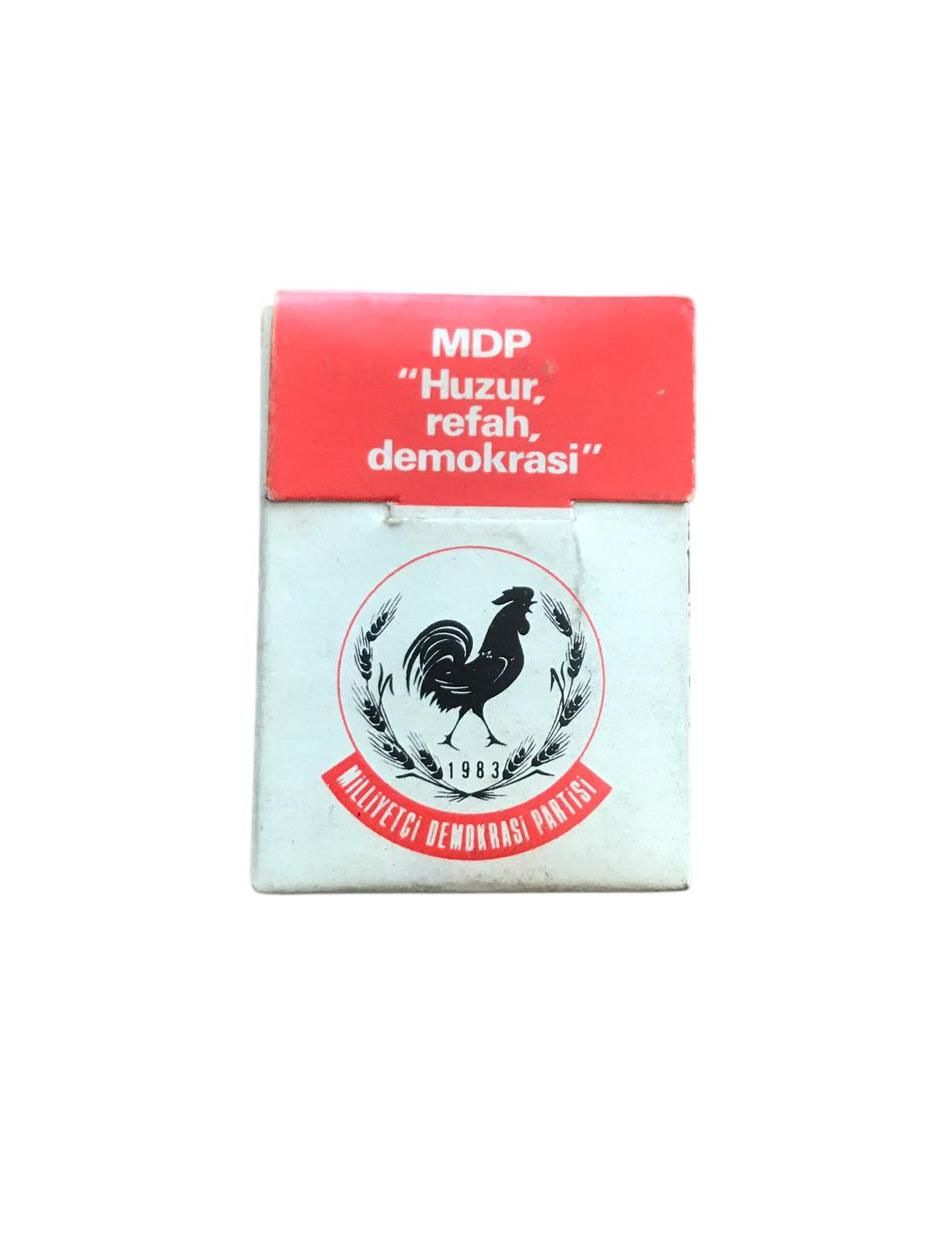 MDP
“Huzur,
refah,
demokrasi”
1983
MİLLİYETÇİ DEMOKRASİ PARTİSİ